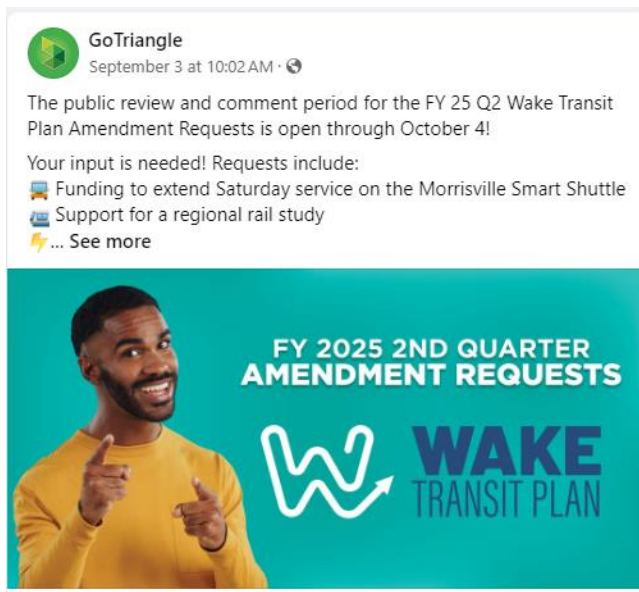 GoTriangle
September 3 at 10:02 AM ·
The public review and comment period for the FY 25 Q2 Wake Transit
Plan Amendment Requests is open through October 4!
Your input is needed! Requests include:
Funding to extend Saturday service on the Morrisville Smart Shuttle
Support for a regional rail study
... See more
FY 2025 2ND QUARTER
AMENDMENT REQUESTS
WAKE
TRANSIT PLAN